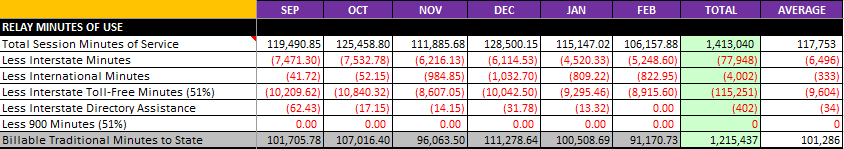 SEP OCT NOV DEC JAN FEB TOTAL AVERAGE
RELAY MINUTES OF USE
Total Session Minutes of Service 119,490.85 125,458.80 111,885.68 128,500.15 115,147.02 106,157.88 1,413,040 117,753
Less Interstate Minutes (7,471.30) (7,532.78) (6,216.13) (6,114.53) (4,520.33) (5,248.60) (77,948) (6,496)
Less International Minutes (41.72) (52.15) (984.85) (1,032.70) (809.22) (822.95) (4,002) (333)
Less Interstate Toll-Free Minutes (51%) (10,209.62) (10,840.32) (8,607.05) (10,042.50) (9,295.46) (8,915.60) (115,251) (9,604)
Less Interstate Directory Assistance (62.43) (17.15) (14.15) (31.78) (13.32) 0.00 (402) (34)
Less 900 Minutes (51%) 0.00 0.00 0.00 0.00 0.00 0.00 0 0
Billable Traditional Minutes to State 101,705.78 107,016.40 96,063.50 111,278.64 100,508.69 91,170.73 1,215,437 101,286